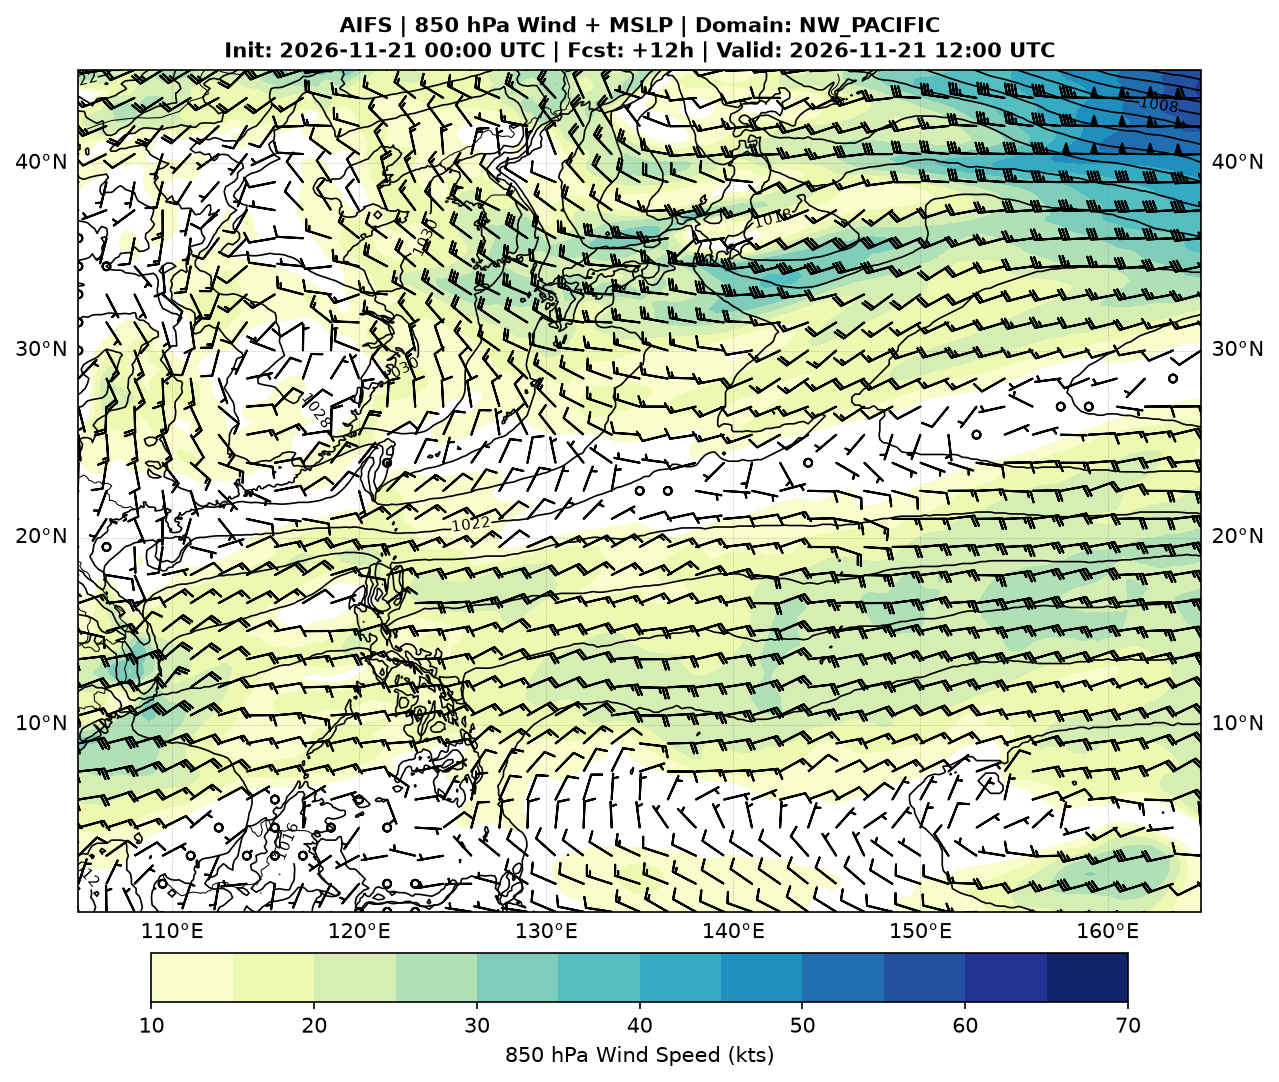 AIFS | 850 hPa Wind + MSLP | Domain: NW_PACIFIC
Init: 2026-11-21 00:00 UTC | Fcst: +12h | Valid: 2026-11-21 12:00 UTC
1008
40°N
40°N
1018
1030
30°N
30°N
1030
1028
1022
20°N
20°N
10°N
10°N
1016
110°E
120°E
130°E
140°E
150°E
160°E
10
20
30
40
50
60
70
850 hPa Wind Speed (kts)